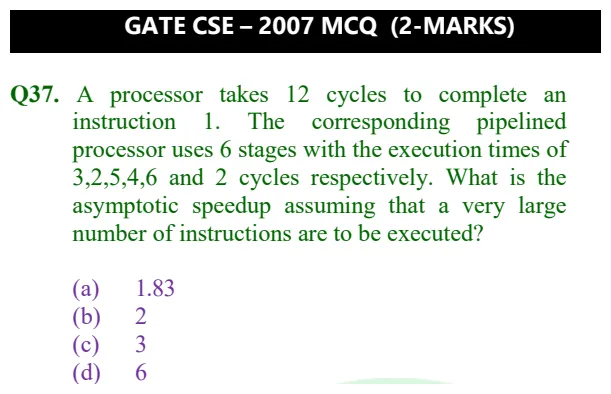 GATE CSE – 2007 MCQ (2-MARKS)
Q37. A processor takes 12 cycles to complete an
instruction 1. The corresponding pipelined
processor uses 6 stages with the execution times of
3,2,5,4,6 and 2 cycles respectively. What is the
asymptotic speedup assuming that a very large
number of instructions are to be executed?
(a) 1.83
(b) 2
(c) 3
(d) 6